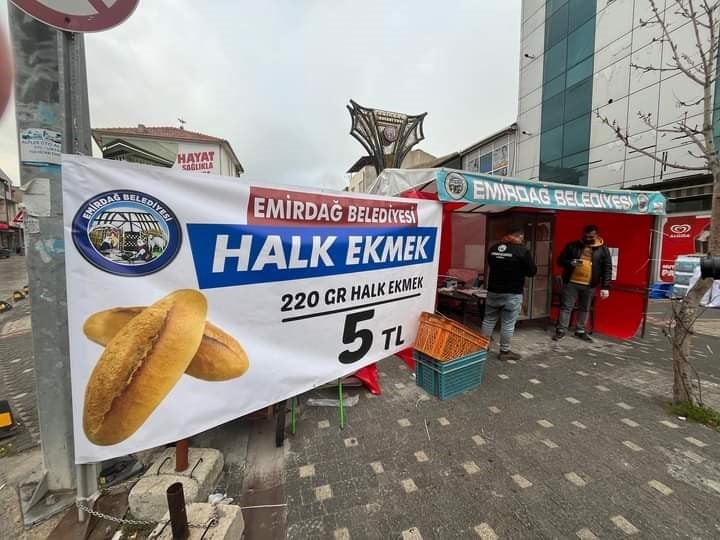 EMİRDAĞ BELEDİYESİ
EMİRDAĞ BELEDİYESİ
HALK EKMEK
220 GR HALK EKMEK
5 TL
EMİRDAĞ BELEDİYESİ
HAYAT
SAĞLIKLA
ALGIDA